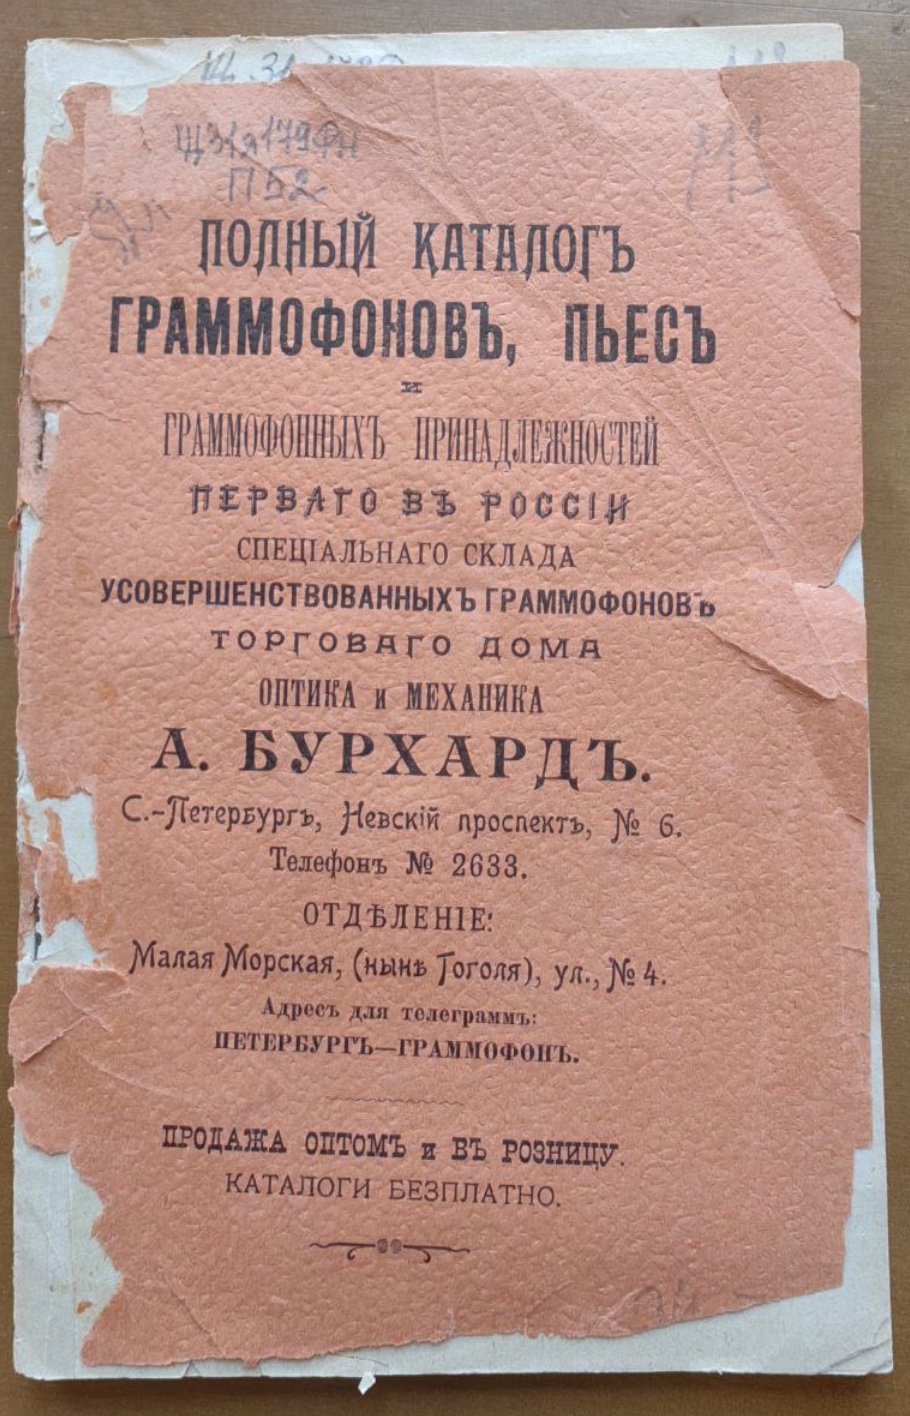 Щ31я179Фн
П52
ПОЛНЫЙ КАТАЛОГЪ
ГРАММОФОНОВЪ, ПЬЕСЪ
и
ГРАММОФОННЫХЪ ПРИНАДЛЕЖНОСТЕЙ
ПЕРВАГО ВЪ РОССІИ
СПЕЦІАЛЬНАГО СКЛАДА
УСОВЕРШЕНСТВОВАННЫХЪ ГРАММОФОНОВЪ
ТОРГОВАГО ДОМА
ОПТИКА и МЕХАНИКА
А. БУРХАРДЪ.
С.-Петербургъ, Невскій проспектъ, № 6.
Телефонъ № 2633.
ОТДѢЛЕНІЕ:
Малая Морская, (нынѣ Гоголя), ул., № 4.
Адресъ для телеграммъ:
ПЕТЕРБУРГЪ—ГРАММОФОНЪ.
ПРОДАЖА ОПТОМЪ и ВЪ РОЗНИЦУ.
КАТАЛОГИ БЕЗПЛАТНО.